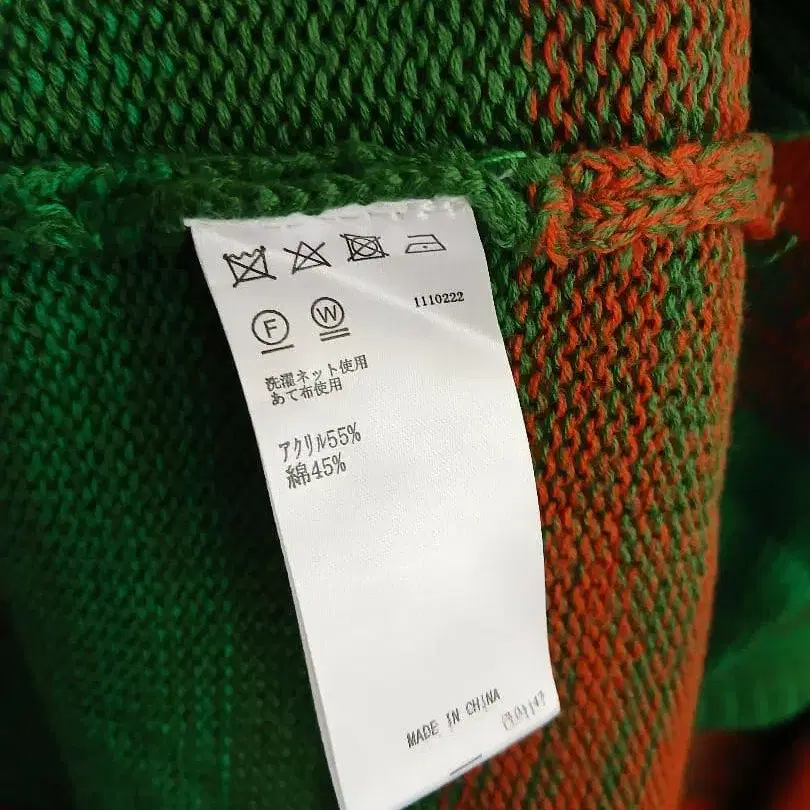 1110222
F W
洗濯ネット使用
あて布使用
アクリル55%
綿45%
MADE IN CHINA